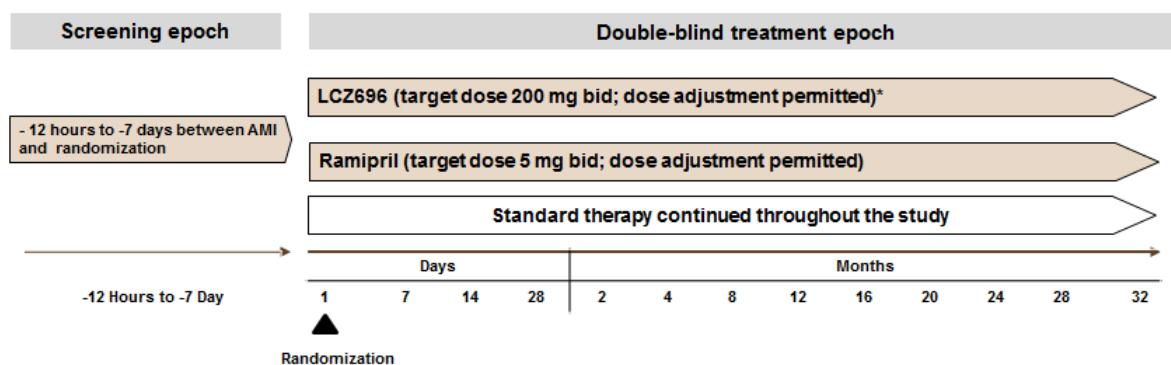 Screening epoch
Double-blind treatment epoch
LCZ696 (target dose 200 mg bid; dose adjustment permitted)*
- 12 hours to -7 days between AMI
and randomization
Ramipril (target dose 5 mg bid; dose adjustment permitted)
Standard therapy continued throughout the study
Days
Months
-12 Hours to -7 Day
1 7 14 28 2 4 8 12 16 20 24 28 32
Randomization